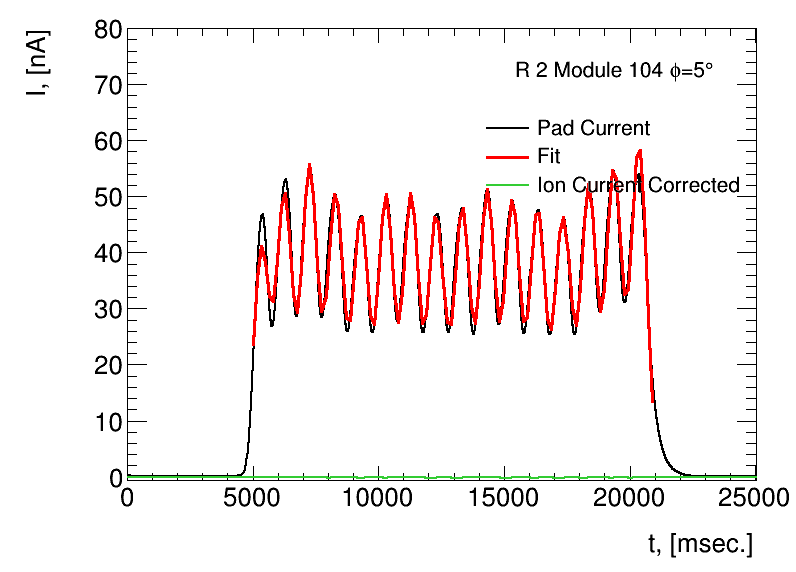 I, [nA]
80
70
60
50
40
30
20
10
0
R 2 Module 104 ϕ=5°
Pad Current
Fit
Ion Current Corrected
0 5000 10000 15000 20000 25000
t, [msec.]